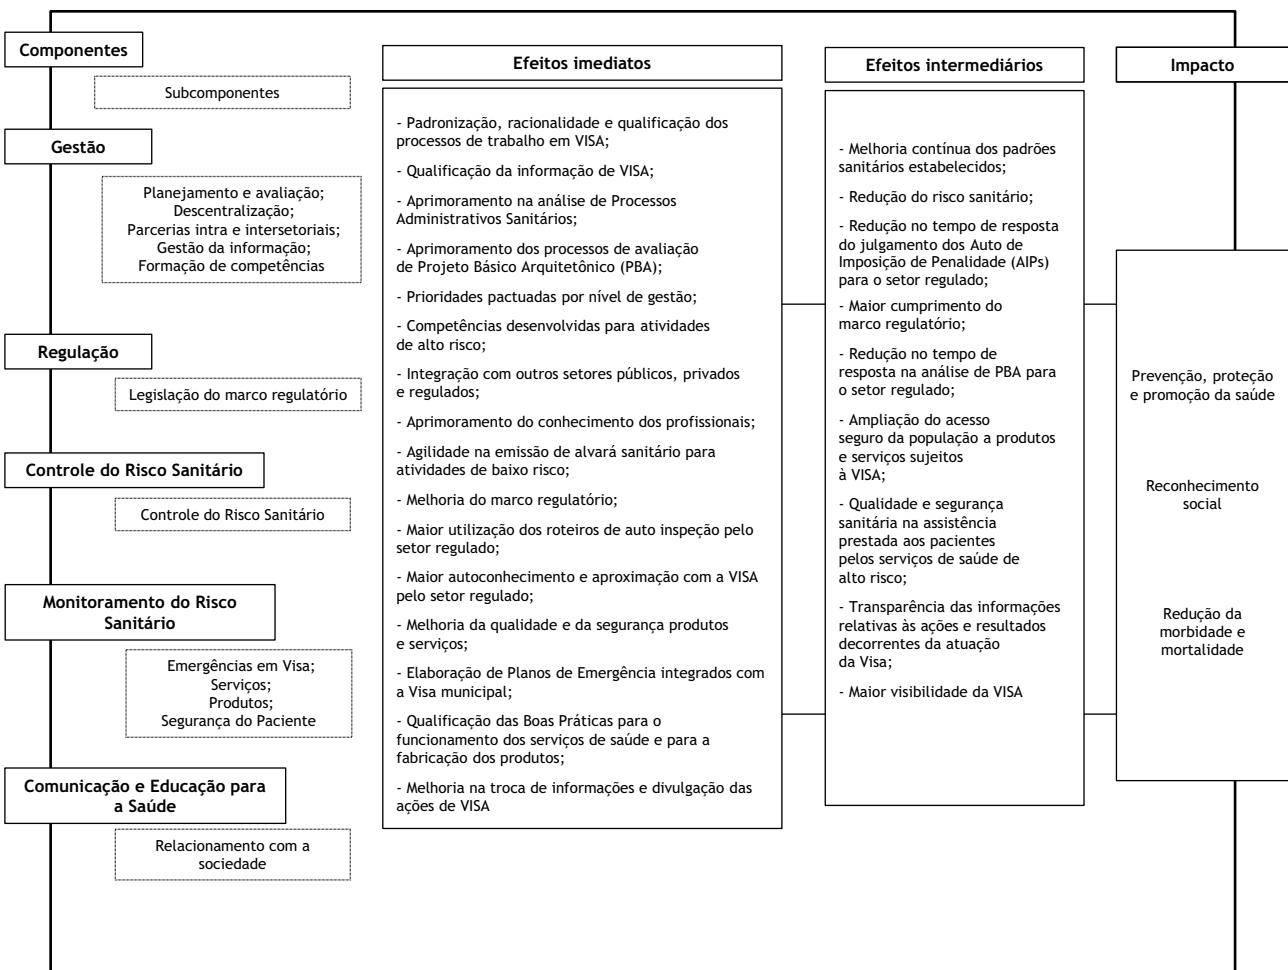 Componentes
Subcomponentes
Gestão
Planejamento e avaliação;
Descentralização;
Parcerias intra e intersetoriais;
Gestão da informação;
Formação de competências
Regulação
Legislação do marco regulatório
Controle do Risco Sanitário
Controle do Risco Sanitário
Monitoramento do Risco
Sanitário
Emergências em Visa;
Serviços;
Produtos;
Segurança do Paciente
Comunicação e Educação para
a Saúde
Relacionamento com a
sociedade
Efeitos imediatos
- Padronização, racionalidade e qualificação dos
processos de trabalho em VISA;
- Qualificação da informação de VISA;
- Aprimoramento na análise de Processos
Administrativos Sanitários;
- Aprimoramento dos processos de avaliação
de Projeto Básico Arquitetônico (PBA);
- Prioridades pactuadas por nível de gestão;
- Competências desenvolvidas para atividades
de alto risco;
- Integração com outros setores públicos, privados
e regulados;
- Aprimoramento do conhecimento dos profissionais;
- Agilidade na emissão de alvará sanitário para
atividades de baixo risco;
- Melhoria do marco regulatório;
- Maior utilização dos roteiros de auto inspeção pelo
setor regulado;
- Maior autoconhecimento e aproximação com a VISA
pelo setor regulado;
- Melhoria da qualidade e da segurança produtos
e serviços;
- Elaboração de Planos de Emergência integrados com
a Visa municipal;
- Qualificação das Boas Práticas para o
funcionamento dos serviços de saúde e para a
fabricação dos produtos;
- Melhoria na troca de informações e divulgação das
ações de VISA
Efeitos intermediários
- Melhoria contínua dos padrões
sanitários estabelecidos;
- Redução do risco sanitário;
- Redução no tempo de resposta
do julgamento dos Auto de
Imposição de Penalidade (AIPs)
para o setor regulado;
- Maior cumprimento do
marco regulatório;
- Redução no tempo de
resposta na análise de PBA para
o setor regulado;
- Ampliação do acesso
seguro da população a produtos
e serviços sujeitos
à VISA;
- Qualidade e segurança
sanitária na assistência
prestada aos pacientes
pelos serviços de saúde de
alto risco;
- Transparência das informações
relativas às ações e resultados
decorrentes da atuação
da Visa;
- Maior visibilidade da VISA
Impacto
Prevenção, proteção
e promoção da saúde
Reconhecimento
social
Redução da
morbidade e
mortalidade